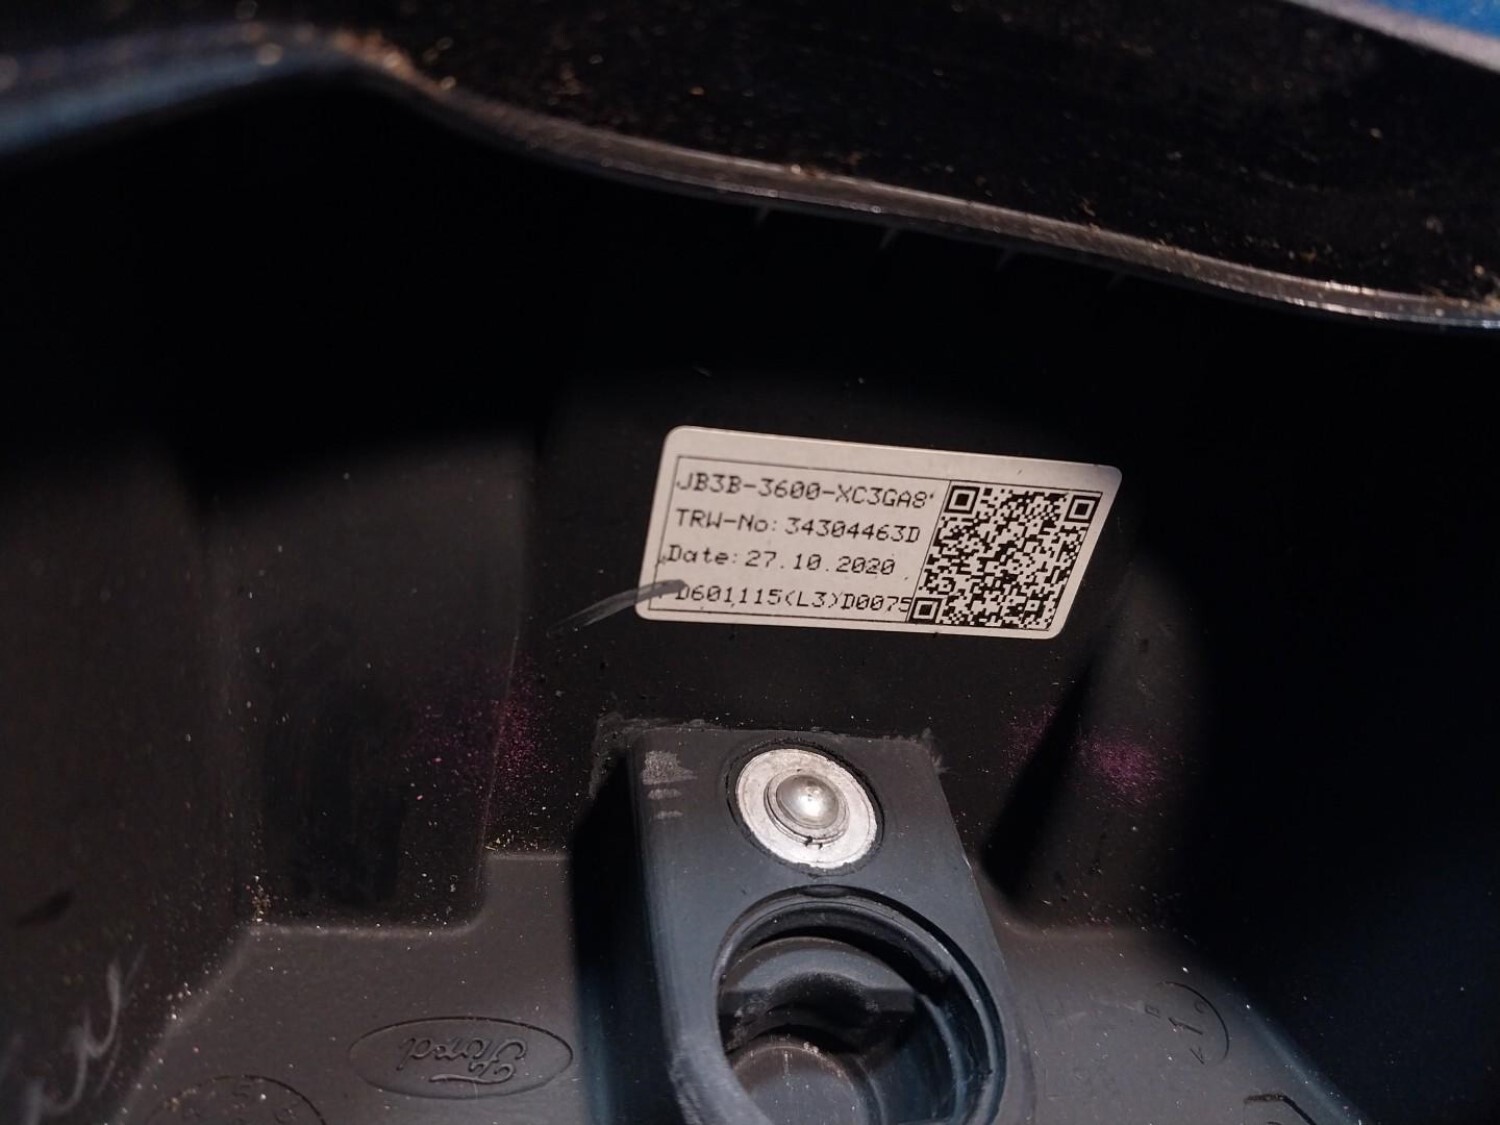 JB3B-3600-XC3GA8
TRW-No:34304463D
Date:27.10.2020
D601115(L3)D0075
Ford